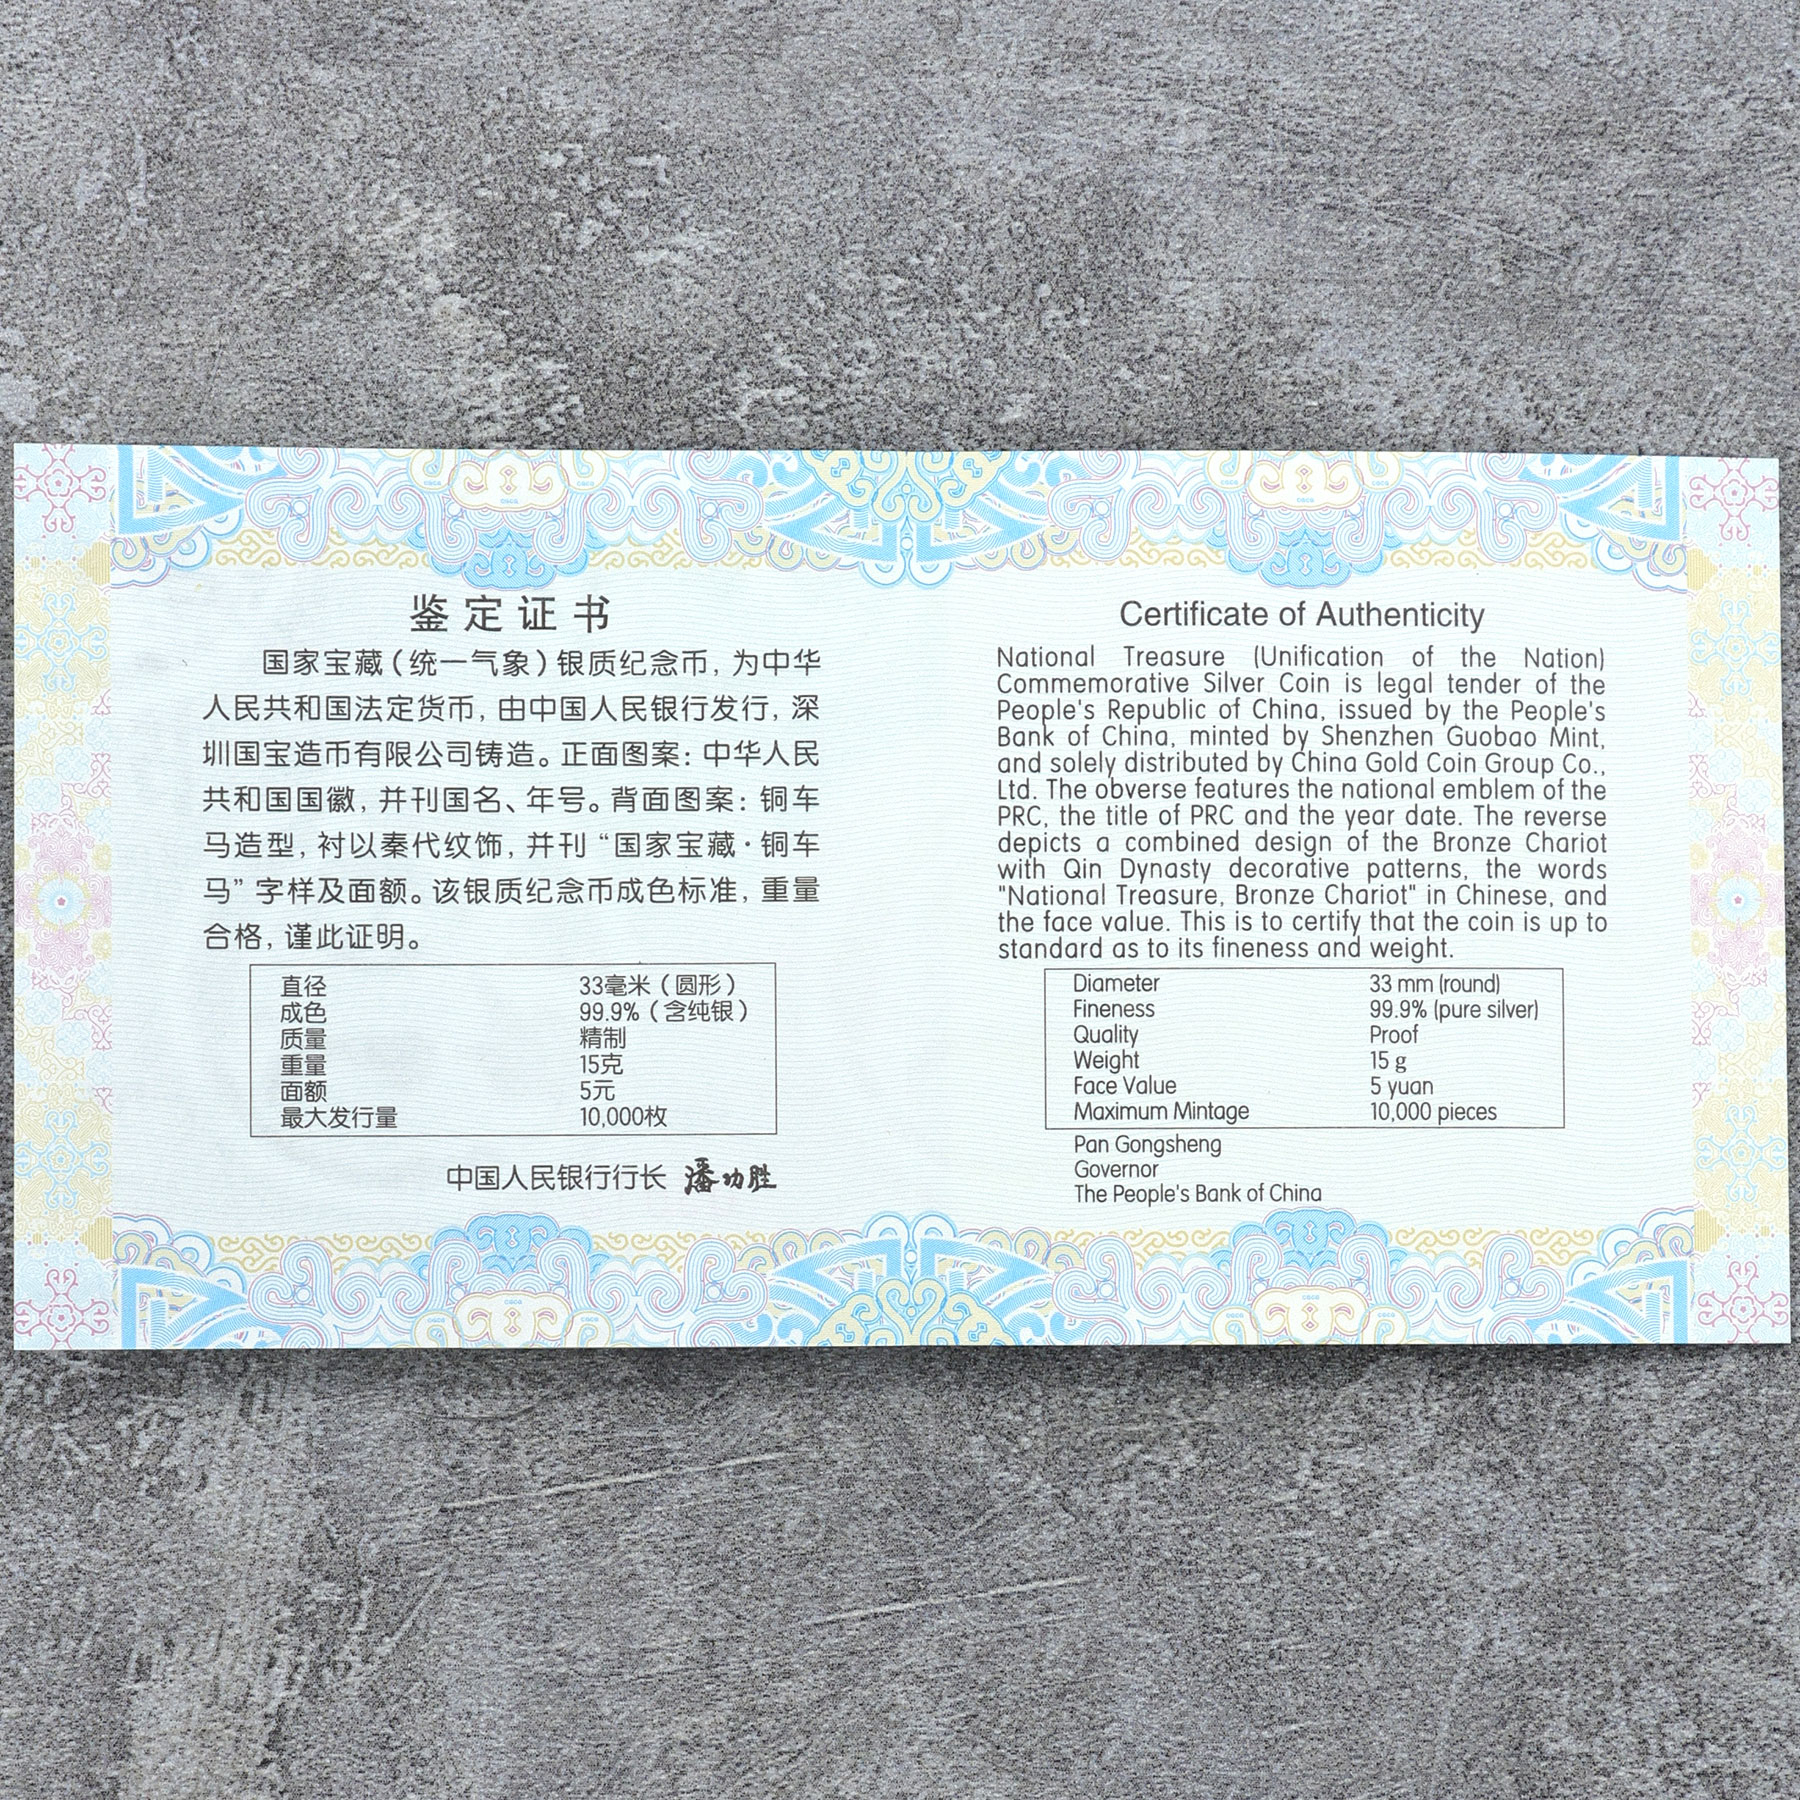 鉴定证书
国家宝藏（统一气象）银质纪念币，为中华
人民共和国法定货币，由中国人民银行发行，深
圳国宝造币有限公司铸造。正面图案：中华人民
共和国国徽，并刊国名、年号。背面图案：铜车
马造型，衬以秦代纹饰，并刊“国家宝藏·铜车
马”字样及面额。该银质纪念币成色标准，重量
合格，谨此证明。
直径 33毫米（圆形）
成色 99.9%（含纯银）
质量 精制
重量 15克
面额 5元
最大发行量 10,000枚
中国人民银行行长 潘功胜
Certificate of Authenticity
National Treasure (Unification of the Nation)
Commemorative Silver Coin is legal tender of the
People's Republic of China, issued by the People's
Bank of China, minted by Shenzhen Guobao Mint,
and solely distributed by China Gold Coin Group Co.,
Ltd. The obverse features the national emblem of the
PRC, the title of PRC and the year date. The reverse
depicts a combined design of the Bronze Chariot
with Qin Dynasty decorative patterns, the words
"National Treasure, Bronze Chariot" in Chinese, and
the face value. This is to certify that the coin is up to
standard as to its fineness and weight.
Diameter 33 mm (round)
Fineness 99.9% (pure silver)
Quality Proof
Weight 15 g
Face Value 5 yuan
Maximum Mintage 10,000 pieces
Pan Gongsheng
Governor
The People's Bank of China